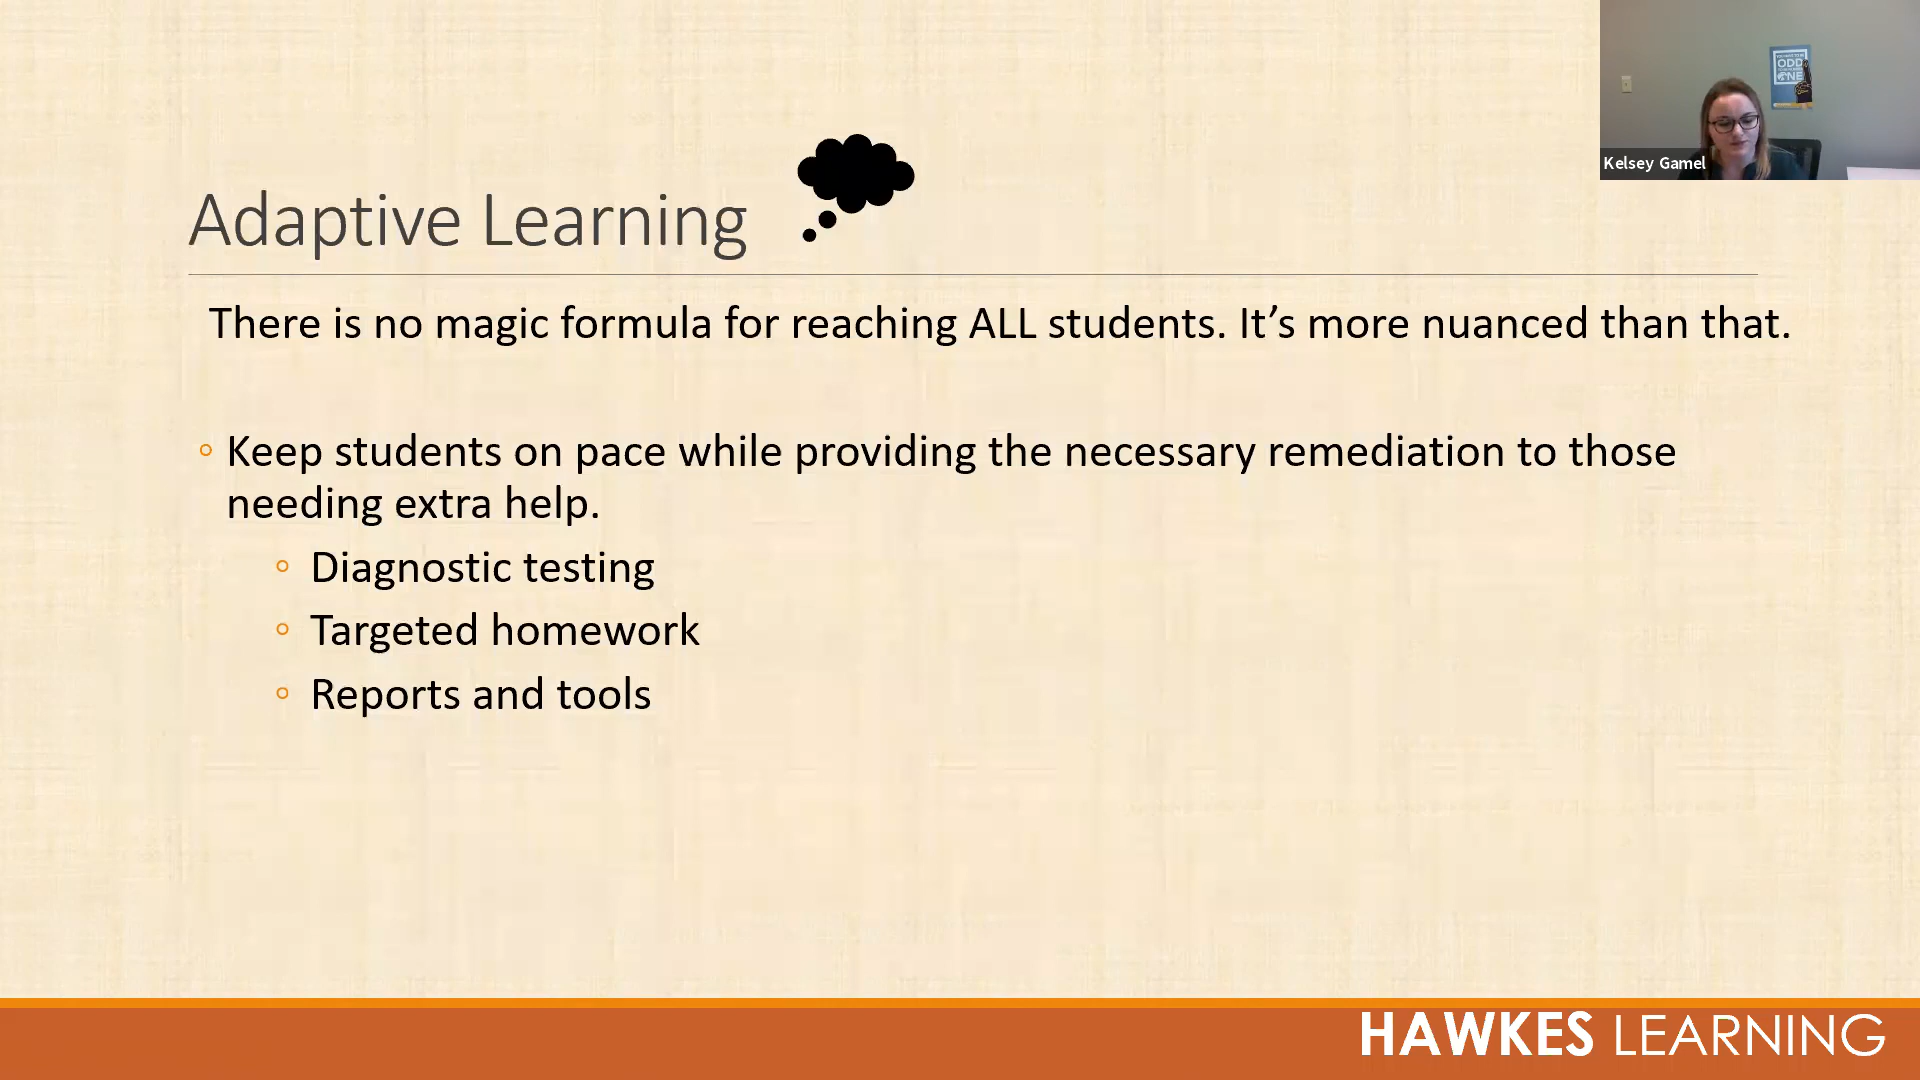 Adaptive Learning
There is no magic formula for reaching ALL students. It’s more nuanced than that.
Keep students on pace while providing the necessary remediation to those
needing extra help.
Diagnostic testing
Targeted homework
Reports and tools
ODD
ONE
Kelsey Gamel
HAWKES LEARNING